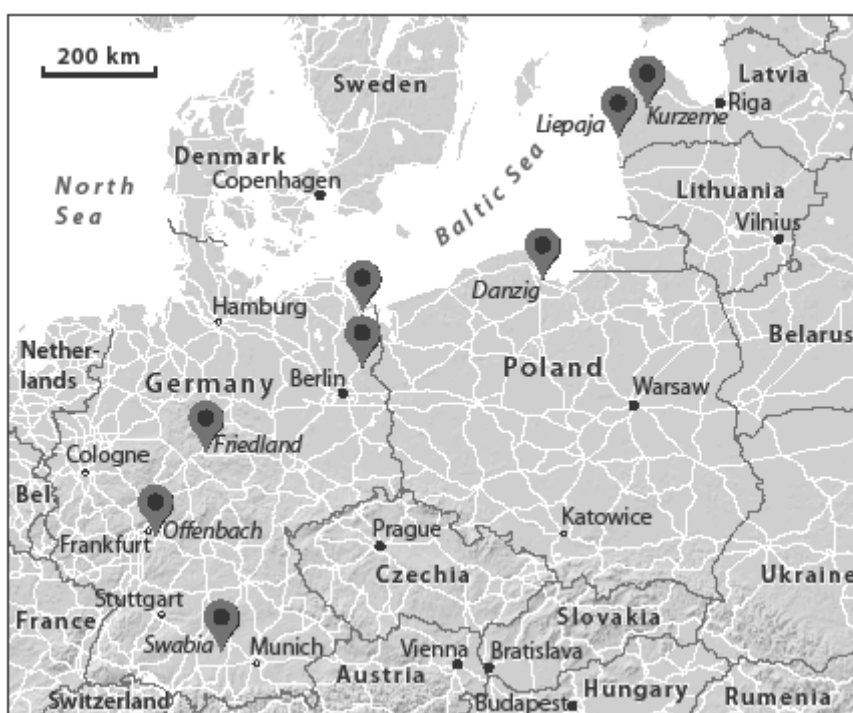 200 km
Sweden
Latvia
Riga
Kurzeme
Liepaja
Denmark
Copenhagen
North
Sea
Baltic Sea
Lithuania
Vilnius
Danzig
Hamburg
Belarus
Nether-
lands
Germany
Berlin
Poland
Warsaw
Friedland
Cologne
Bel.
Offenbach
Frankfurt
Prague
Katowice
Czechia
Ukraine
Stuttgart
France
Slovakia
Swabia
Munich
Vienna
Bratislava
Austria
Switzerland
Budapest
Hungary
Rumenia